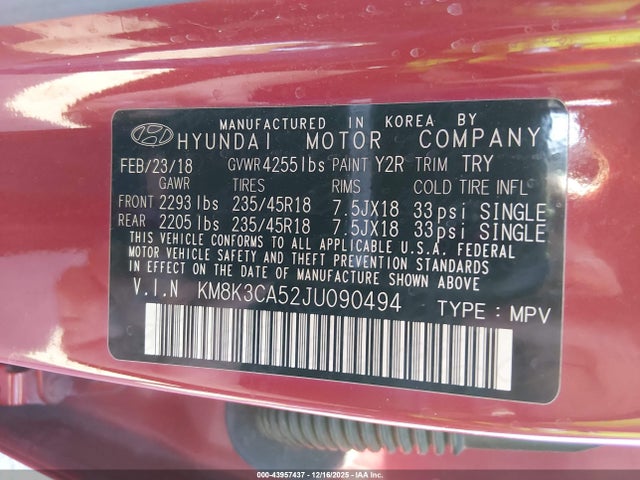 MANUFACTURED IN KOREA BY
HYUNDAI MOTOR COMPANY
FEB/23/18 GVWR 4255lbs PAINT Y2R TRIM TRY
GAWR TIRES RIMS COLD TIRE INFL
FRONT 2293 lbs 235/45R18 7.5JX18 33psi SINGLE
REAR 2205 lbs 235/45R18 7.5JX18 33psi SINGLE
THIS VEHICLE CONFORMS TO ALL APPLICABLE U.S.A. FEDERAL
MOTOR VEHICLE SAFETY AND THEFT PREVENTION STANDARDS
IN EFFECT ON THE DATE OF MANUFACTURE SHOWN ABOVE.
V.I.N KM8K3CA52JU090494 TYPE : MPV
000-43957437 - 12/16/2025 - IAAI.COM